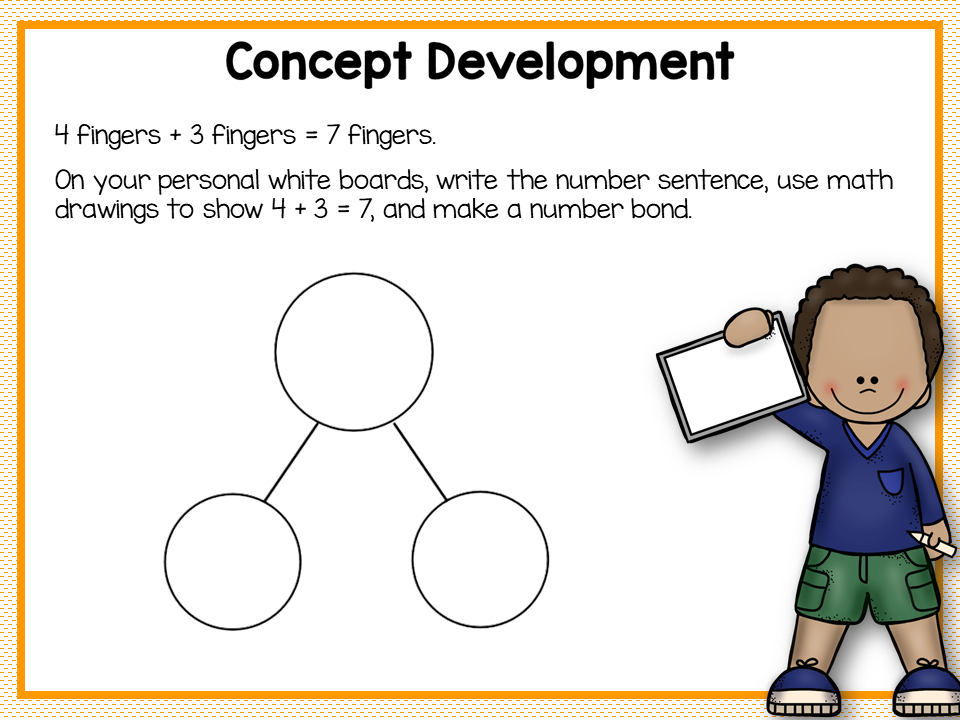 Concept Development
4 fingers + 3 fingers = 7 fingers.
On your personal white boards, write the number sentence, use math
drawings to show 4 + 3 = 7, and make a number bond.